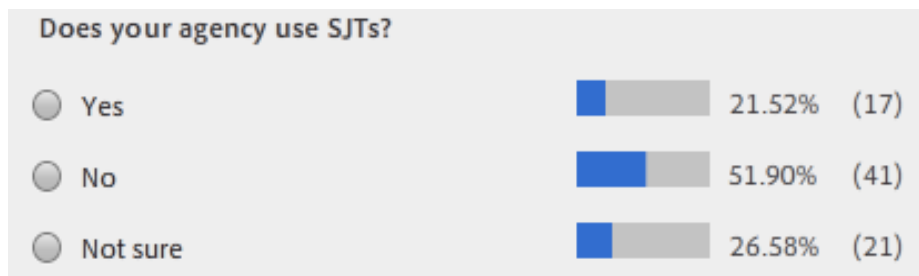 Does your agency use SJTs?
Yes 21.52% (17)
No 51.90% (41)
Not sure 26.58% (21)